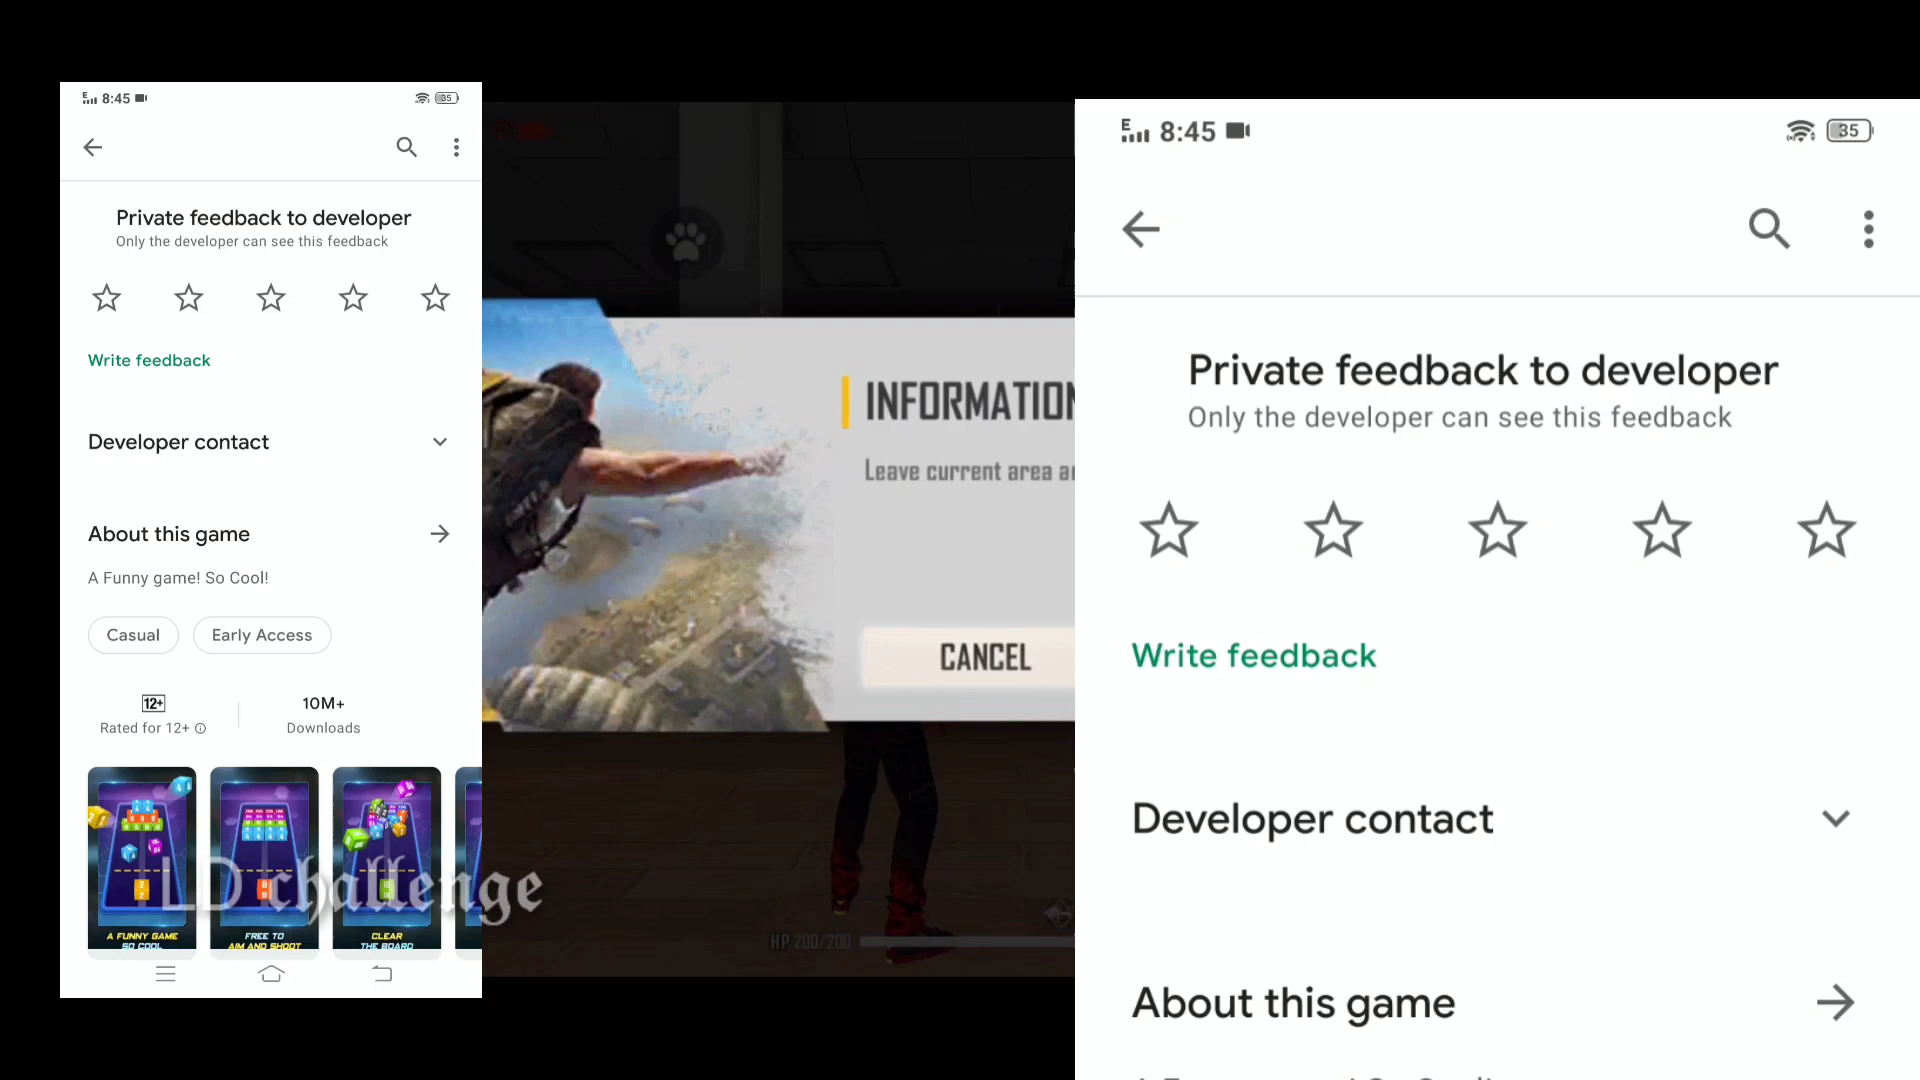 E 8:45
35
Private feedback to developer
Only the developer can see this feedback
Write feedback
Developer contact
About this game
A Funny game! So Cool!
Casual
Early Access
12+
Rated for 12+
10M+
Downloads
A FUNNY GAME
SO COOL
FREE TO
AIM AND SHOOT
CLEAR
THE BOARD
LD challenge
INFORMATION
Leave current area
CANCEL
HP 200/200
E 8:45
35
Private feedback to developer
Only the developer can see this feedback
Write feedback
Developer contact
About this game